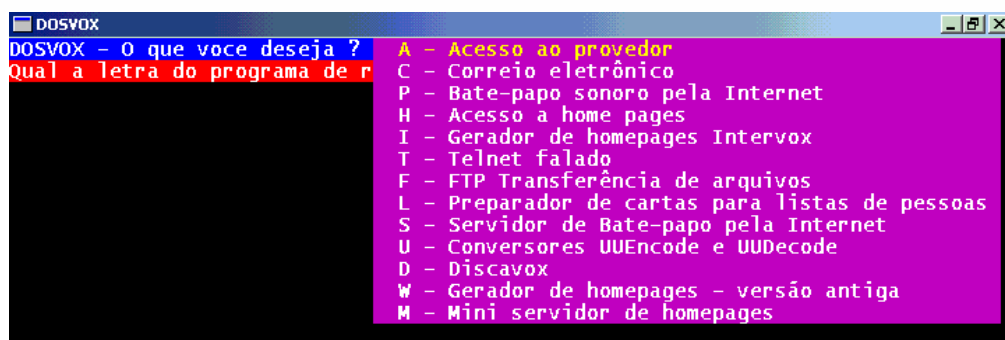 DOSVOX
DOSVOX - O que voce deseja ?
Qual a letra do programa de r
A - Acesso ao provedor
C - Correio eletrônico
P - Bate-papo sonoro pela Internet
H - Acesso a home pages
I - Gerador de homepages Intervox
T - Telnet falado
F - FTP Transferência de arquivos
L - Preparador de cartas para listas de pessoas
S - Servidor de Bate-papo pela Internet
U - Conversores UUEncode e UUDecode
D - Discavox
W - Gerador de homepages - versão antiga
M - Mini servidor de homepages